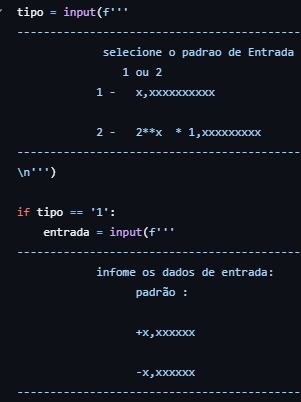 tipo = input(f'''
--------------------------------------------
selecione o padrao de Entrada
1 ou 2
1 -   x,xxxxxxxxxx
2 -   2**x  * 1,xxxxxxxxx
--------------------------------------------
\n''')
if tipo == '1':
entrada = input(f'''
--------------------------------------------
infome os dados de entrada:
padrão :
+x,xxxxxx
-x,xxxxxx
--------------------------------------------